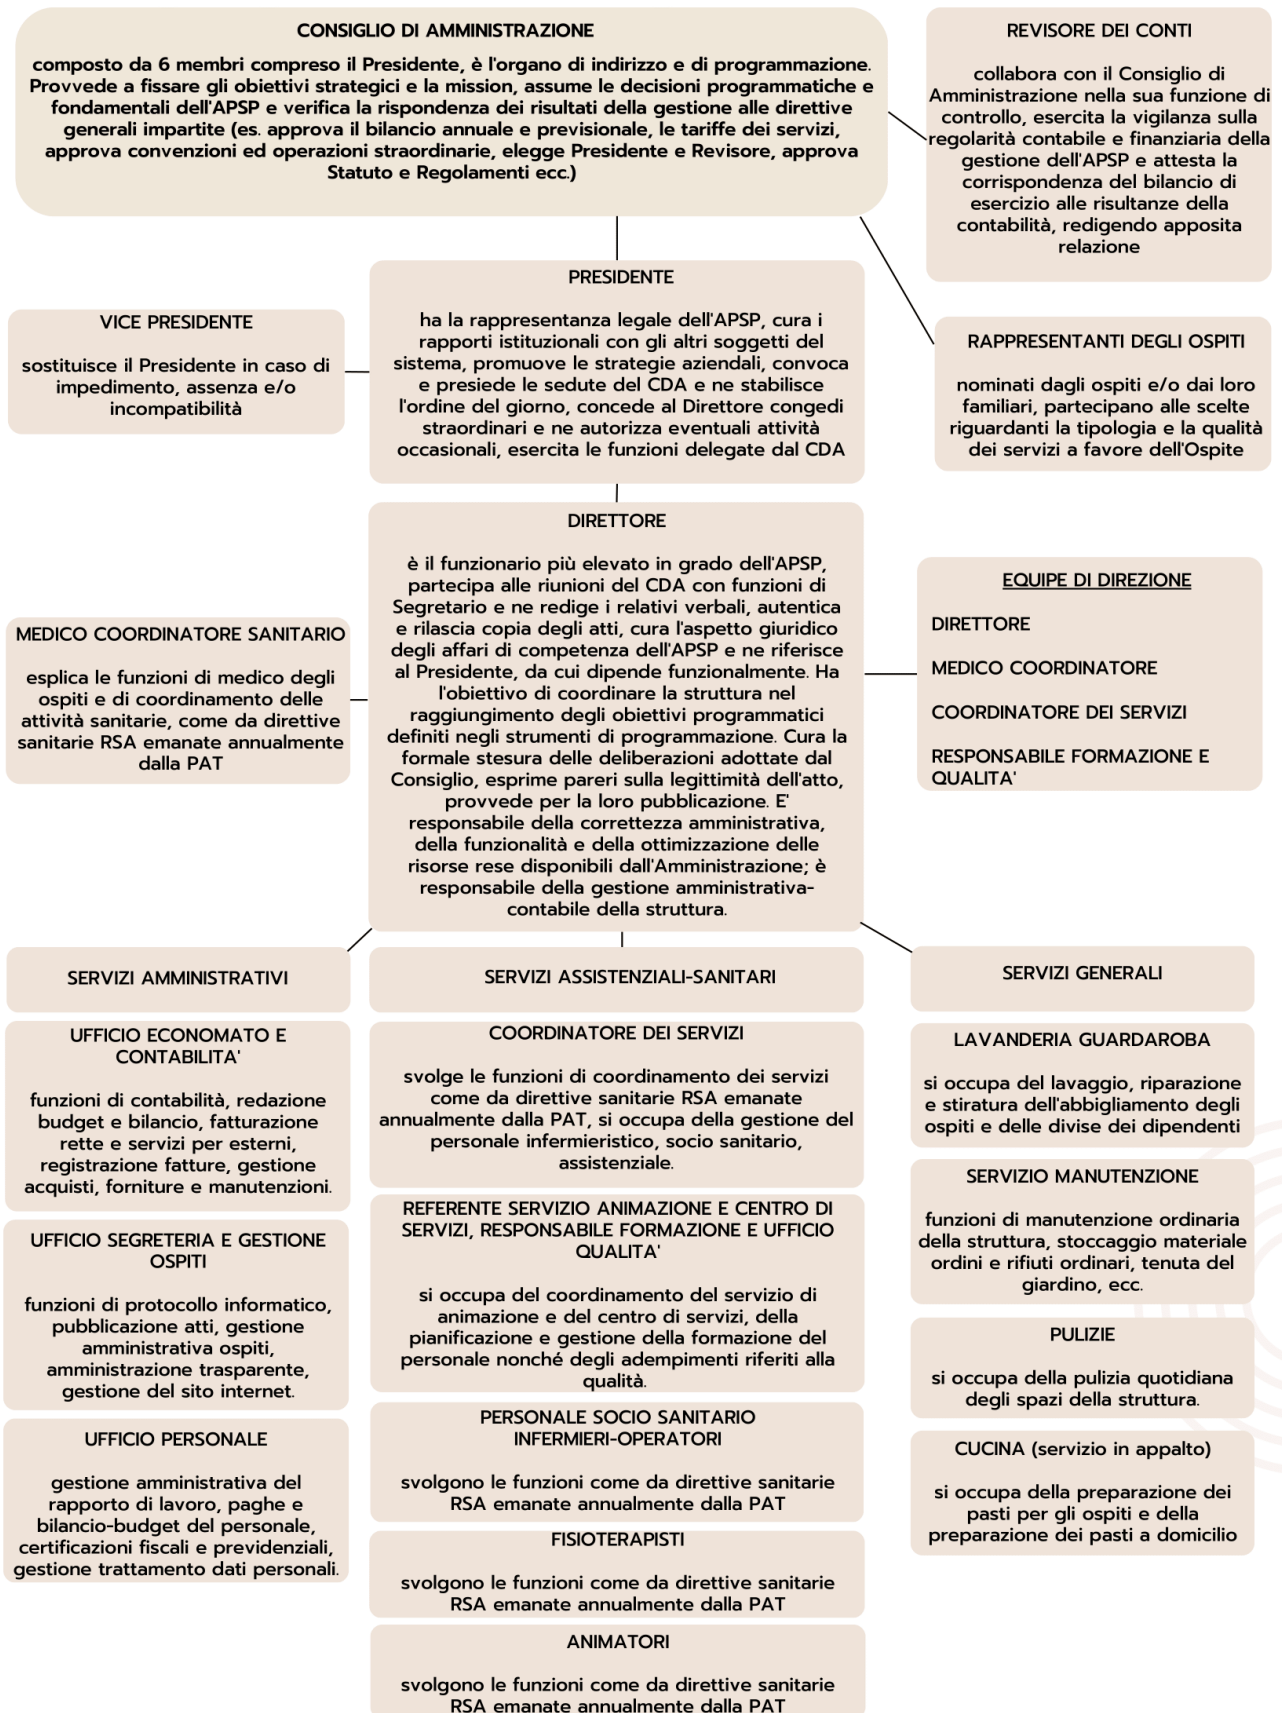 CONSIGLIO DI AMMINISTRAZIONE
composto da 6 membri compreso il Presidente, è l'organo di indirizzo e di programmazione.
Provvede a fissare gli obiettivi strategici e la mission, assume le decisioni programmatiche e
fondamentali dell'APSP e verifica la rispondenza dei risultati della gestione alle direttive
generali impartite (es. approva il bilancio annuale e previsionale, le tariffe dei servizi,
approva convenzioni ed operazioni straordinarie, elegge Presidente e Revisore, approva
Statuto e Regolamenti ecc.)
REVISORE DEI CONTI
collabora con il Consiglio di
Amministrazione nella sua funzione di
controllo, esercita la vigilanza sulla
regolarità contabile e finanziaria della
gestione dell'APSP e attesta la
corrispondenza del bilancio di
esercizio alle risultanze della
contabilità, redigendo apposita
relazione
PRESIDENTE
ha la rappresentanza legale dell'APSP, cura i
rapporti istituzionali con gli altri soggetti del
sistema, promuove le strategie aziendali, convoca
e presiede le sedute del CDA e ne stabilisce
l'ordine del giorno, concede al Direttore congedi
straordinari e ne autorizza eventuali attività
occasionali, esercita le funzioni delegate dal CDA
VICE PRESIDENTE
sostituisce il Presidente in caso di
impedimento, assenza e/o
incompatibilità
RAPPRESENTANTI DEGLI OSPITI
nominati dagli ospiti e/o dai loro
familiari, partecipano alle scelte
riguardanti la tipologia e la qualità
dei servizi a favore dell'Ospite
DIRETTORE
è il funzionario più elevato in grado dell'APSP,
partecipa alle riunioni del CDA con funzioni di
Segretario e ne redige i relativi verbali, autentica
e rilascia copia degli atti, cura l'aspetto giuridico
degli affari di competenza dell'APSP e ne riferisce
al Presidente, da cui dipende funzionalmente. Ha
l'obiettivo di coordinare la struttura nel
raggiungimento degli obiettivi programmatici
definiti negli strumenti di programmazione. Cura la
formale stesura delle deliberazioni adottate dal
Consiglio, esprime pareri sulla legittimità dell'atto,
provvede per la loro pubblicazione. E'
responsabile della correttezza amministrativa,
della funzionalità e della ottimizzazione delle
risorse rese disponibili dall'Amministrazione; è
responsabile della gestione amministrativa-
contabile della struttura.
MEDICO COORDINATORE SANITARIO
esplica le funzioni di medico degli
ospiti e di coordinamento delle
attività sanitarie, come da direttive
sanitarie RSA emanate annualmente
dalla PAT
EQUIPE DI DIREZIONE
DIRETTORE
MEDICO COORDINATORE
COORDINATORE DEI SERVIZI
RESPONSABILE FORMAZIONE E
QUALITA'
SERVIZI AMMINISTRATIVI
UFFICIO ECONOMATO E
CONTABILITA'
funzioni di contabilità, redazione
budget e bilancio, fatturazione
rette e servizi per esterni,
registrazione fatture, gestione
acquisti, forniture e manutenzioni.
UFFICIO SEGRETERIA E GESTIONE
OSPITI
funzioni di protocollo informatico,
pubblicazione atti, gestione
amministrativa ospiti,
amministrazione trasparente,
gestione del sito internet.
UFFICIO PERSONALE
gestione amministrativa del
rapporto di lavoro, paghe e
bilancio-budget del personale,
certificazioni fiscali e previdenziali,
gestione trattamento dati personali.
SERVIZI ASSISTENZIALI-SANITARI
COORDINATORE DEI SERVIZI
svolge le funzioni di coordinamento dei servizi
come da direttive sanitarie RSA emanate
annualmente dalla PAT, si occupa della gestione del
personale infermieristico, socio sanitario,
assistenziale.
REFERENTE SERVIZIO ANIMAZIONE E CENTRO DI
SERVIZI, RESPONSABILE FORMAZIONE E UFFICIO
QUALITA'
si occupa del coordinamento del servizio di
animazione e del centro di servizi, della
pianificazione e gestione della formazione del
personale nonché degli adempimenti riferiti alla
qualità.
PERSONALE SOCIO SANITARIO
INFERMIERI-OPERATORI
svolgono le funzioni come da direttive sanitarie
RSA emanate annualmente dalla PAT
FISIOTERAPISTI
svolgono le funzioni come da direttive sanitarie
RSA emanate annualmente dalla PAT
ANIMATORI
svolgono le funzioni come da direttive sanitarie
RSA emanate annualmente dalla PAT
SERVIZI GENERALI
LAVANDERIA GUARDAROBA
si occupa del lavaggio, riparazione
e stiratura dell'abbigliamento degli
ospiti e delle divise dei dipendenti
SERVIZIO MANUTENZIONE
funzioni di manutenzione ordinaria
della struttura, stoccaggio materiale
ordini e rifiuti ordinari, tenuta del
giardino, ecc.
PULIZIE
si occupa della pulizia quotidiana
degli spazi della struttura.
CUCINA (servizio in appalto)
si occupa della preparazione dei
pasti per gli ospiti e della
preparazione dei pasti a domicilio